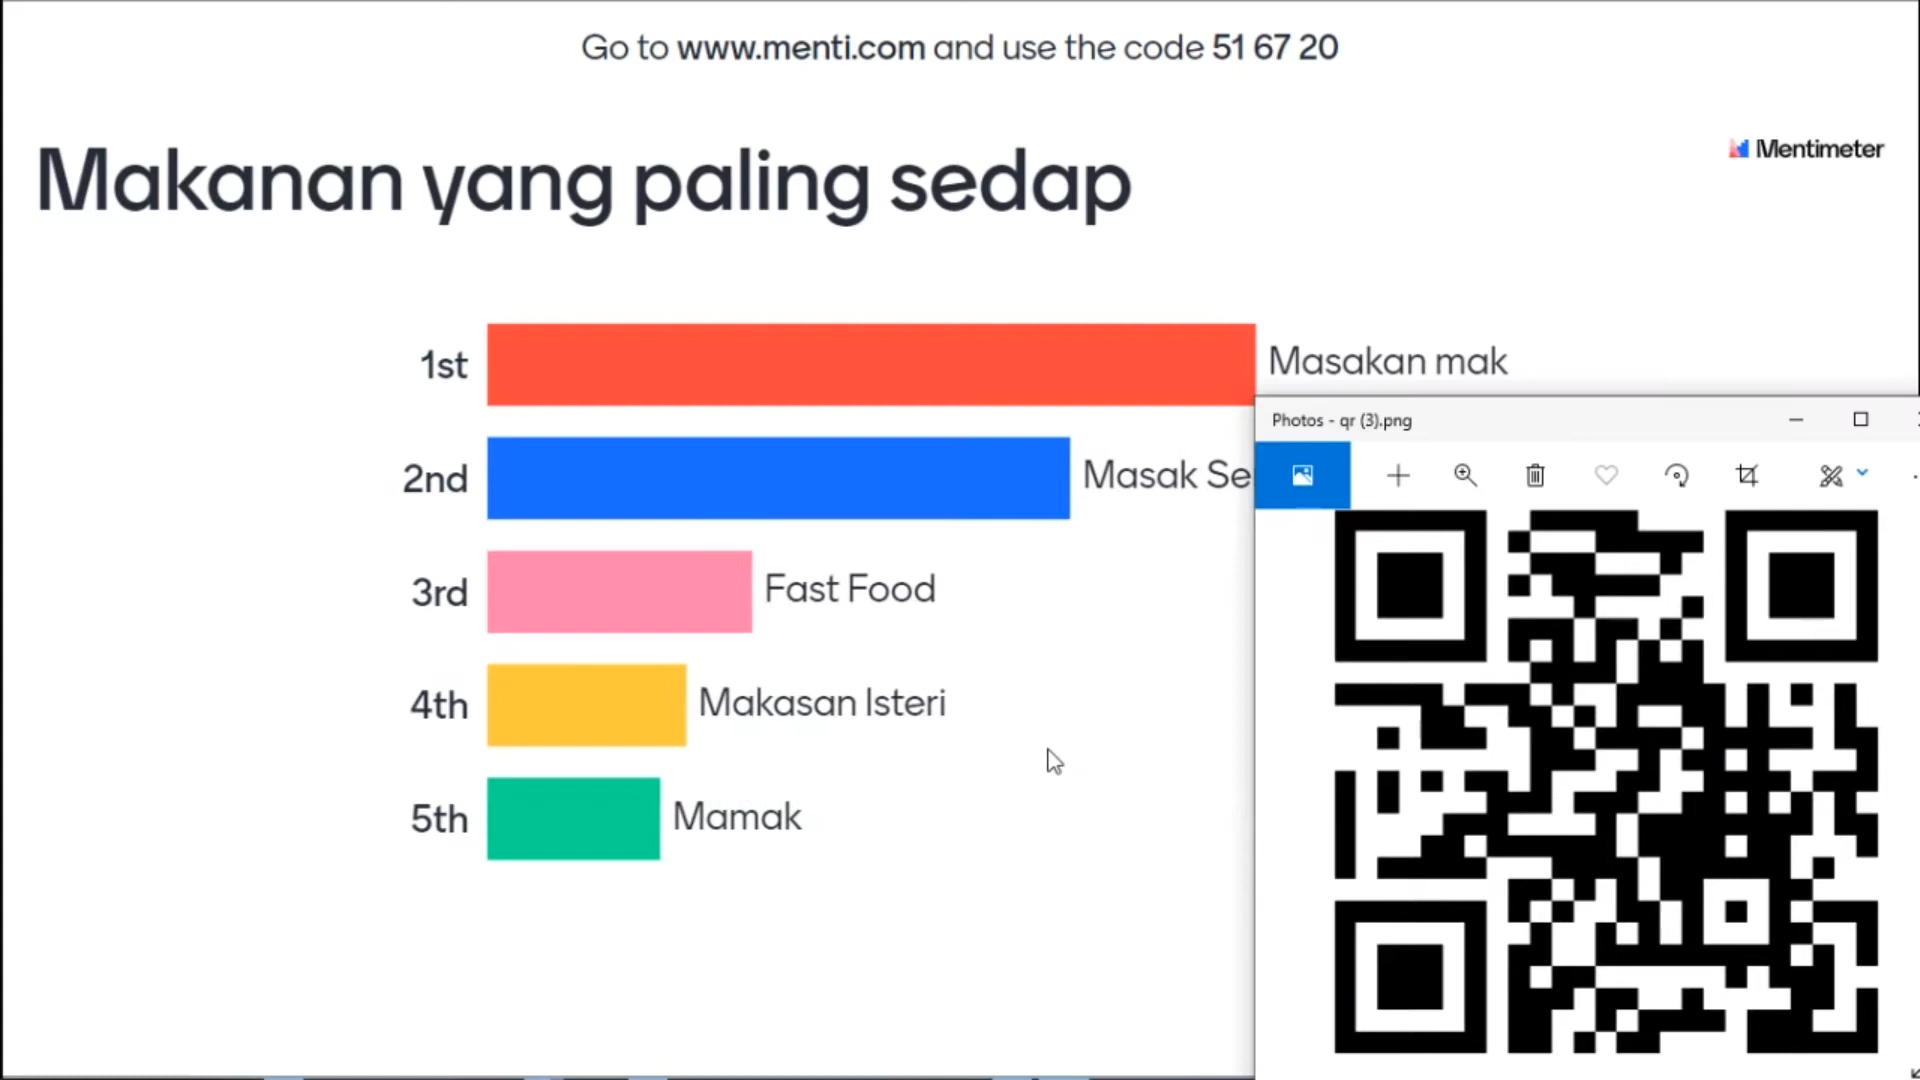 Go to www.menti.com and use the code 51 67 20
Mentimeter
Makanan yang paling sedap
1st Masakan mak
2nd Masak Se
3rd Fast Food
4th Makasan Isteri
5th Mamak
Photos - qr (3).png